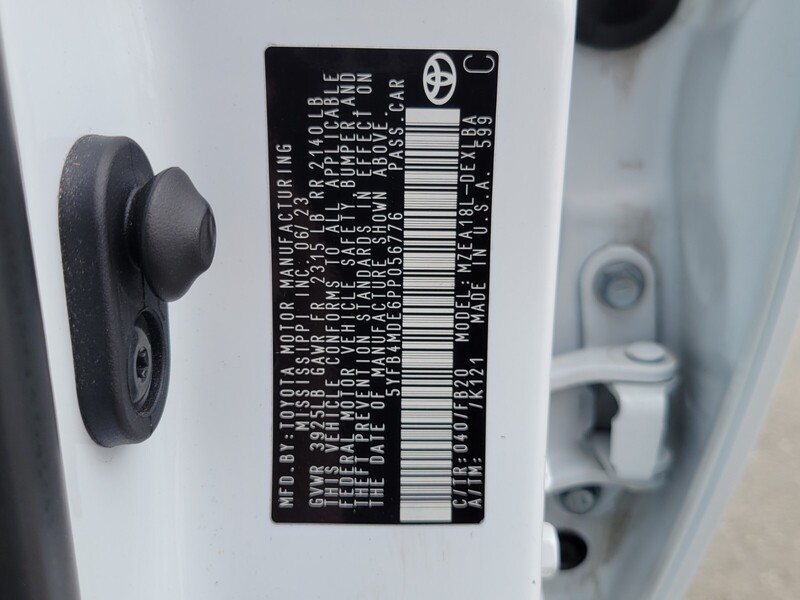 MFD.BY:TOYOTA MOTOR MANUFACTURING
MISSISSIPPI INC. 06/23
GVWR 3925LB GAWR FR 2315 LB RR 2140LB
THIS VEHICLE CONFORMS TO ALL APPLICABLE
FEDERAL MOTOR VEHICLE SAFETY, BUMPER AND
THEFT PREVENTION STANDARDS IN EFFECT ON
THE DATE OF MANUFACTURE SHOWN ABOVE.
5YFB4MDE6PP056776 PASS.CAR
C/TR:040/FB20 MODEL:MZEA18L-DEXLBA
A/TM: /K121 MADE IN U.S.A. 599
C